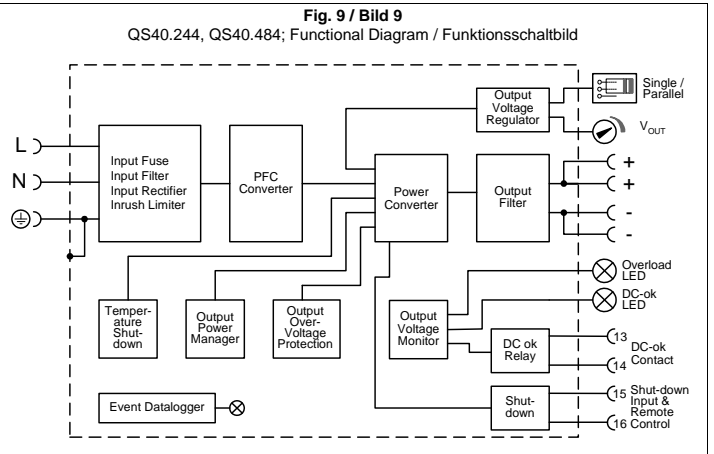 Fig. 9 / Bild 9
QS40.244, QS40.484; Functional Diagram / Funktionsschaltbild
L
N
Input Fuse
Input Filter
Input Rectifier
Inrush Limiter
PFC
Converter
Power
Converter
Output
Filter
Output
Voltage
Regulator
Single /
Parallel
VOUT
+
+
-
-
Temper-
ature
Shut-
down
Output
Power
Manager
Output
Over-
Voltage
Protection
Output
Voltage
Monitor
Overload
LED
DC-ok
LED
DC ok
Relay
13
14
DC-ok
Contact
Event Datalogger
Shut-
down
15
16
Shut-down
Input &
Remote
Control